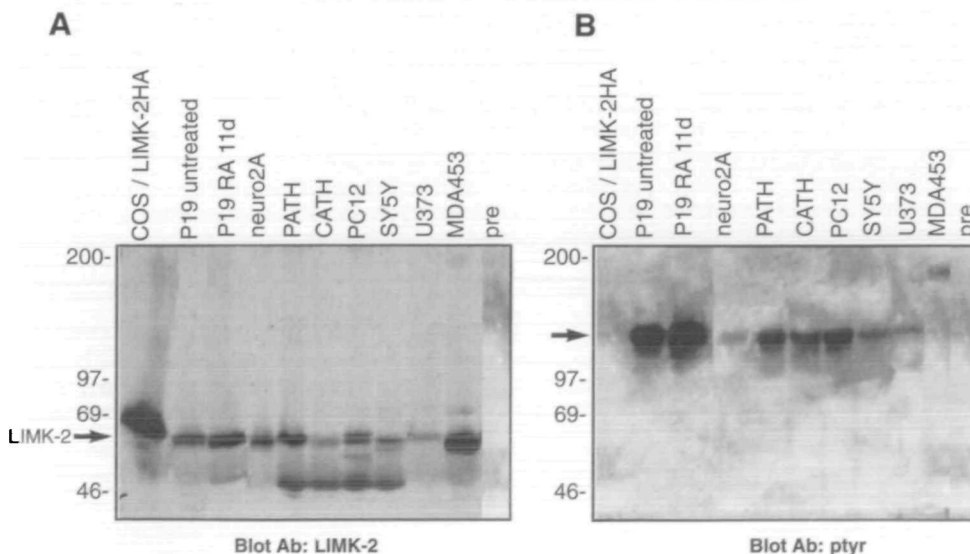 A
COS / LIMK-2HA
P19 untreated
P19 RA 11d
neuro2A
PATH
CATH
PC12
SY5Y
U373
MDA453
pre
200-
97-
69-
LIMK-2
46-
Blot Ab: LIMK-2
B
COS / LIMK-2HA
P19 untreated
P19 RA 11d
neuro2A
PATH
CATH
PC12
SY5Y
U373
MDA453
pre
200-
97-
69-
46-
Blot Ab: ptyr